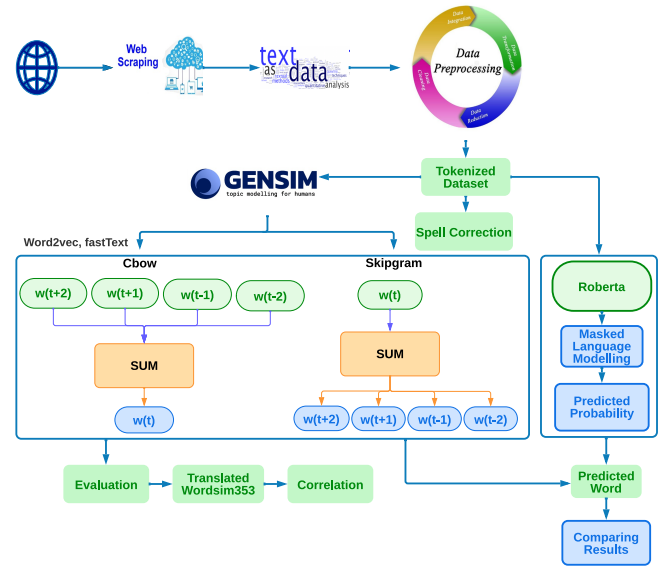 Web
Scraping
text
as data
analysis
Data Integration
Data Transformation
Data Reduction
Data Cleaning
Data
Preprocessing
GENSIM
topic modelling for humans
Tokenized
Dataset
Spell Correction
Word2vec, fastText
Cbow
Skipgram
w(t+2) w(t+1) w(t-1) w(t-2)
w(t)
SUM
SUM
w(t)
w(t+2) w(t+1) w(t-1) w(t-2)
Roberta
Masked
Language
Modelling
Predicted
Probability
Evaluation
Translated
Wordsim353
Correlation
Predicted
Word
Comparing
Results